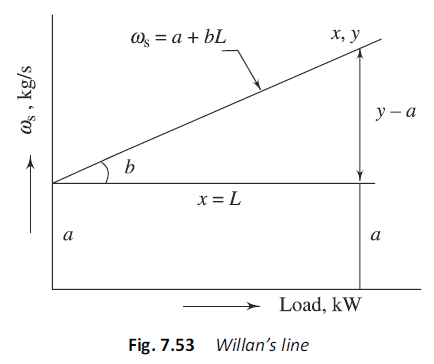 ωs = a + bL
x, y
ωs , kg/s
y – a
b
x = L
a
a
Load, kW
Fig. 7.53 Willan's line